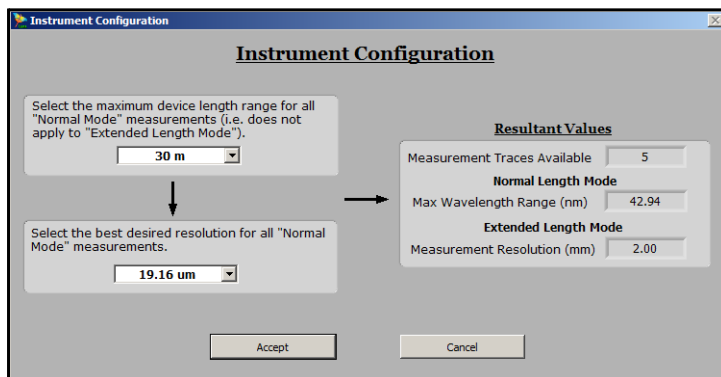 Instrument Configuration
Instrument Configuration
Select the maximum device length range for all
"Normal Mode" measurements (i.e. does not
apply to "Extended Length Mode").
30 m
Select the best desired resolution for all "Normal
Mode" measurements.
19.16 um
Resultant Values
Measurement Traces Available 5
Normal Length Mode
Max Wavelength Range (nm) 42.94
Extended Length Mode
Measurement Resolution (mm) 2.00
Accept Cancel